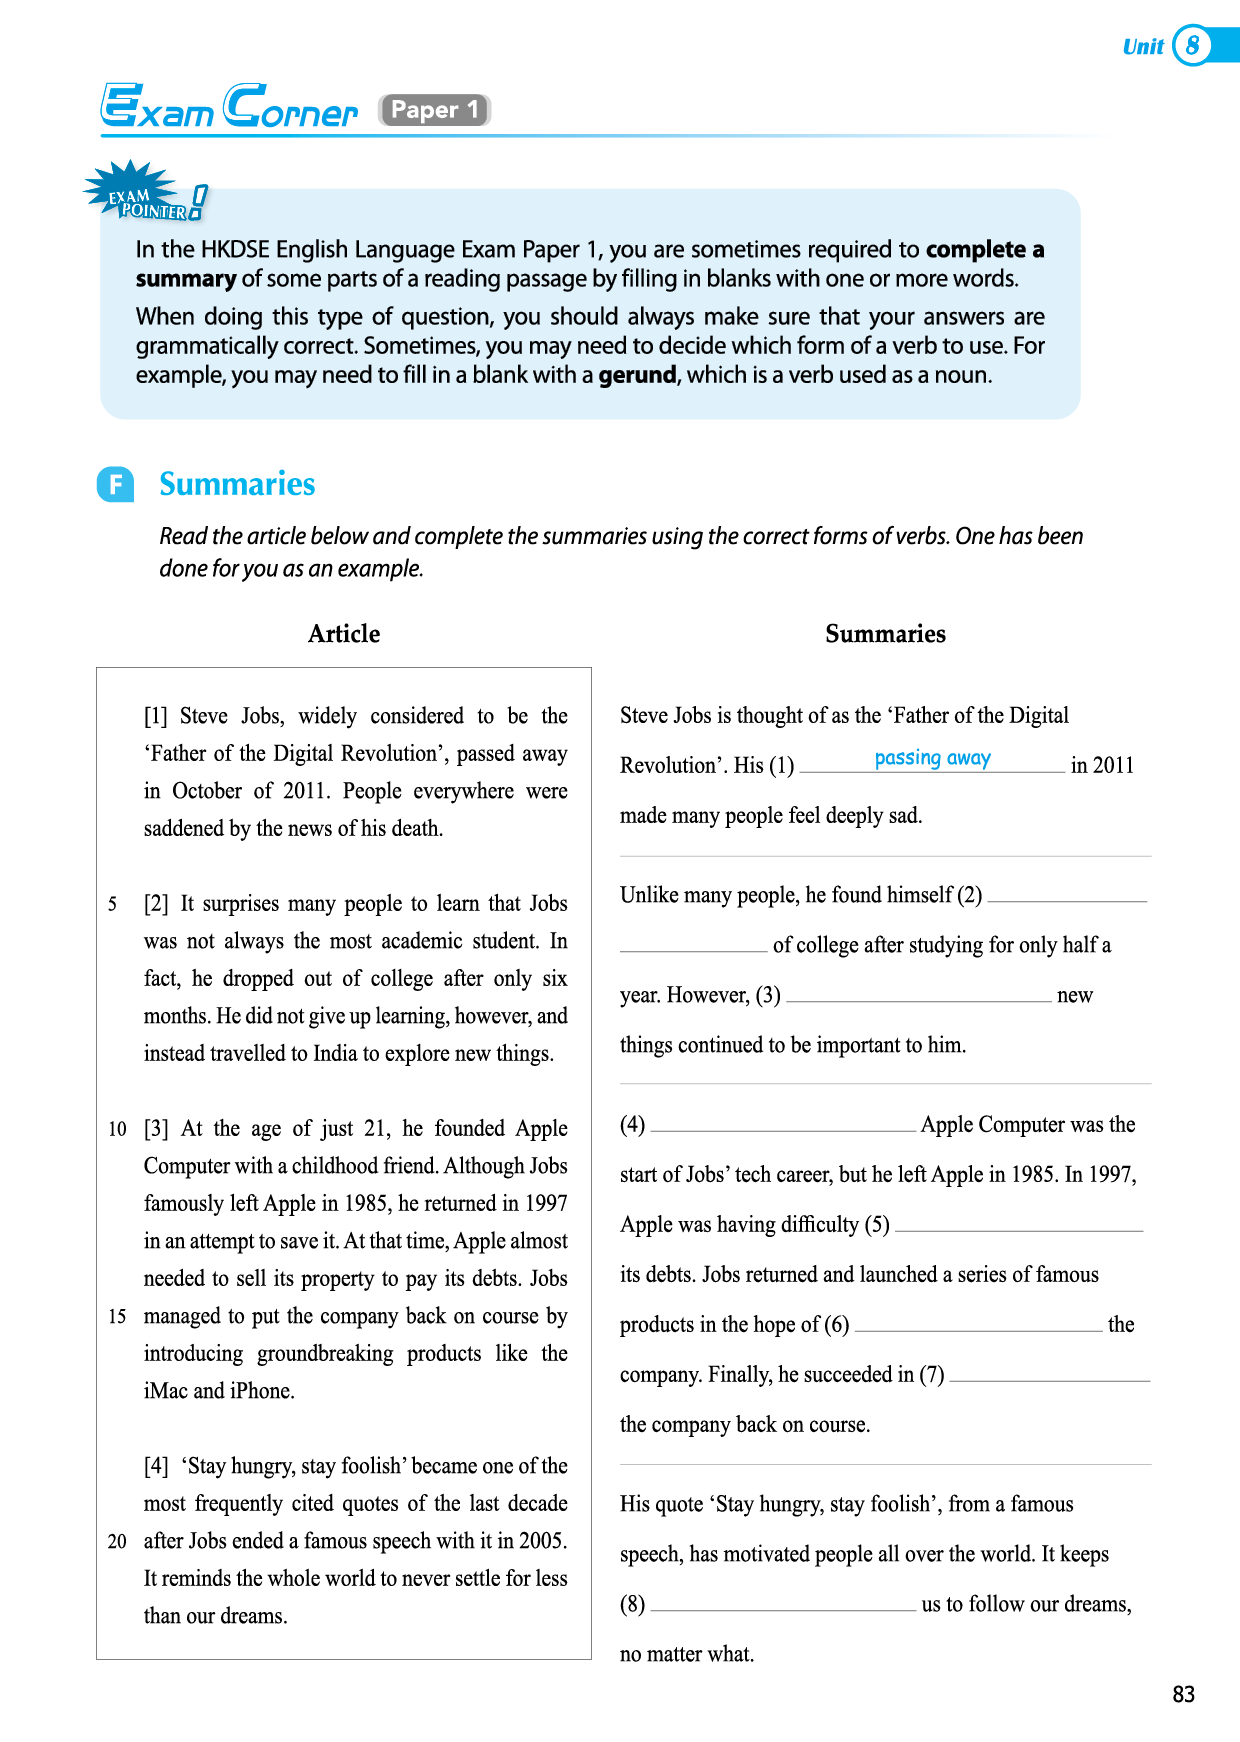 Unit 8
Exam Corner Paper 1
EXAM
POINTER!
In the HKDSE English Language Exam Paper 1, you are sometimes required to complete a
summary of some parts of a reading passage by filling in blanks with one or more words.
When doing this type of question, you should always make sure that your answers are
grammatically correct. Sometimes, you may need to decide which form of a verb to use. For
example, you may need to fill in a blank with a gerund, which is a verb used as a noun.
F Summaries
Read the article below and complete the summaries using the correct forms of verbs. One has been
done for you as an example.
Article
[1] Steve Jobs, widely considered to be the
‘Father of the Digital Revolution’, passed away
in October of 2011. People everywhere were
saddened by the news of his death.
5 [2] It surprises many people to learn that Jobs
was not always the most academic student. In
fact, he dropped out of college after only six
months. He did not give up learning, however, and
instead travelled to India to explore new things.
10 [3] At the age of just 21, he founded Apple
Computer with a childhood friend. Although Jobs
famously left Apple in 1985, he returned in 1997
in an attempt to save it. At that time, Apple almost
needed to sell its property to pay its debts. Jobs
15 managed to put the company back on course by
introducing groundbreaking products like the
iMac and iPhone.
[4] ‘Stay hungry, stay foolish’ became one of the
most frequently cited quotes of the last decade
20 after Jobs ended a famous speech with it in 2005.
It reminds the whole world to never settle for less
than our dreams.
Summaries
Steve Jobs is thought of as the ‘Father of the Digital
Revolution’. His (1) passing away in 2011
made many people feel deeply sad.
Unlike many people, he found himself (2)
of college after studying for only half a
year. However, (3) new
things continued to be important to him.
(4) Apple Computer was the
start of Jobs’ tech career, but he left Apple in 1985. In 1997,
Apple was having difficulty (5)
its debts. Jobs returned and launched a series of famous
products in the hope of (6) the
company. Finally, he succeeded in (7)
the company back on course.
His quote ‘Stay hungry, stay foolish’, from a famous
speech, has motivated people all over the world. It keeps
(8) us to follow our dreams,
no matter what.
83